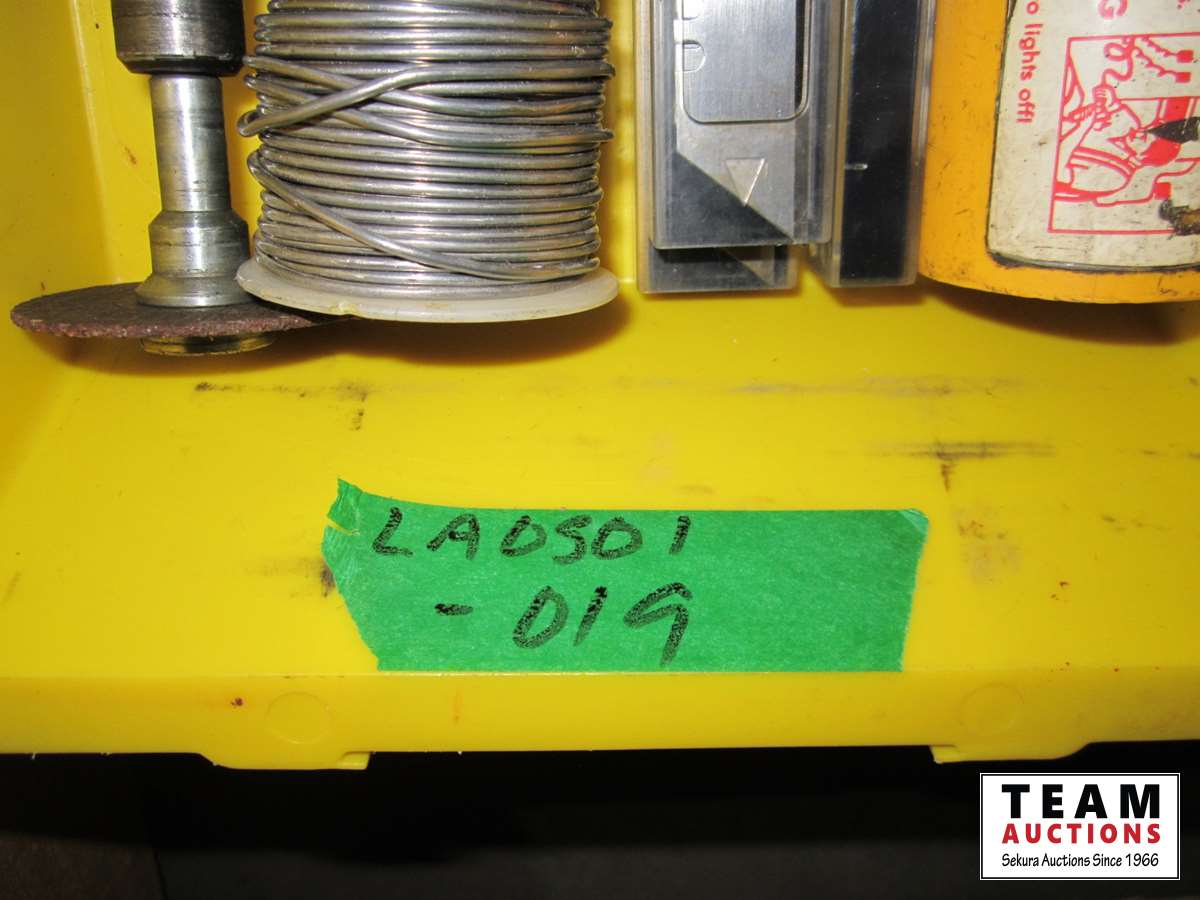 o lights off!
G
LA0501
- 019
TEAM
AUCTIONS
Sekura Auctions Since 1966